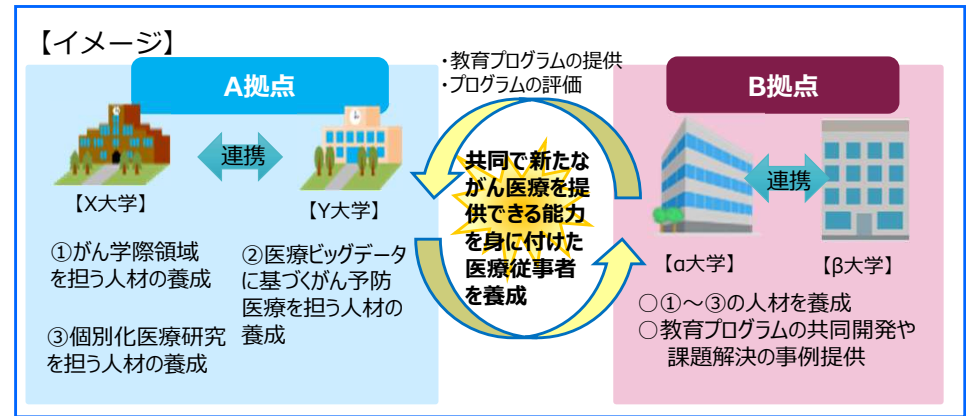 【イメージ】
A拠点
・教育プログラムの提供
・プログラムの評価
B拠点
連携
【X大学】
【Y大学】
①がん学際領域
を担う人材の養成
②医療ビッグデータ
に基づくがん予防
医療を担う人材の
養成
③個別化医療研究
を担う人材の養成
共同で新たな
がん医療を提
供できる能力
を身に付けた
医療従事者
を養成
連携
【α大学】
【β大学】
○①～③の人材を養成
○教育プログラムの共同開発や
課題解決の事例提供